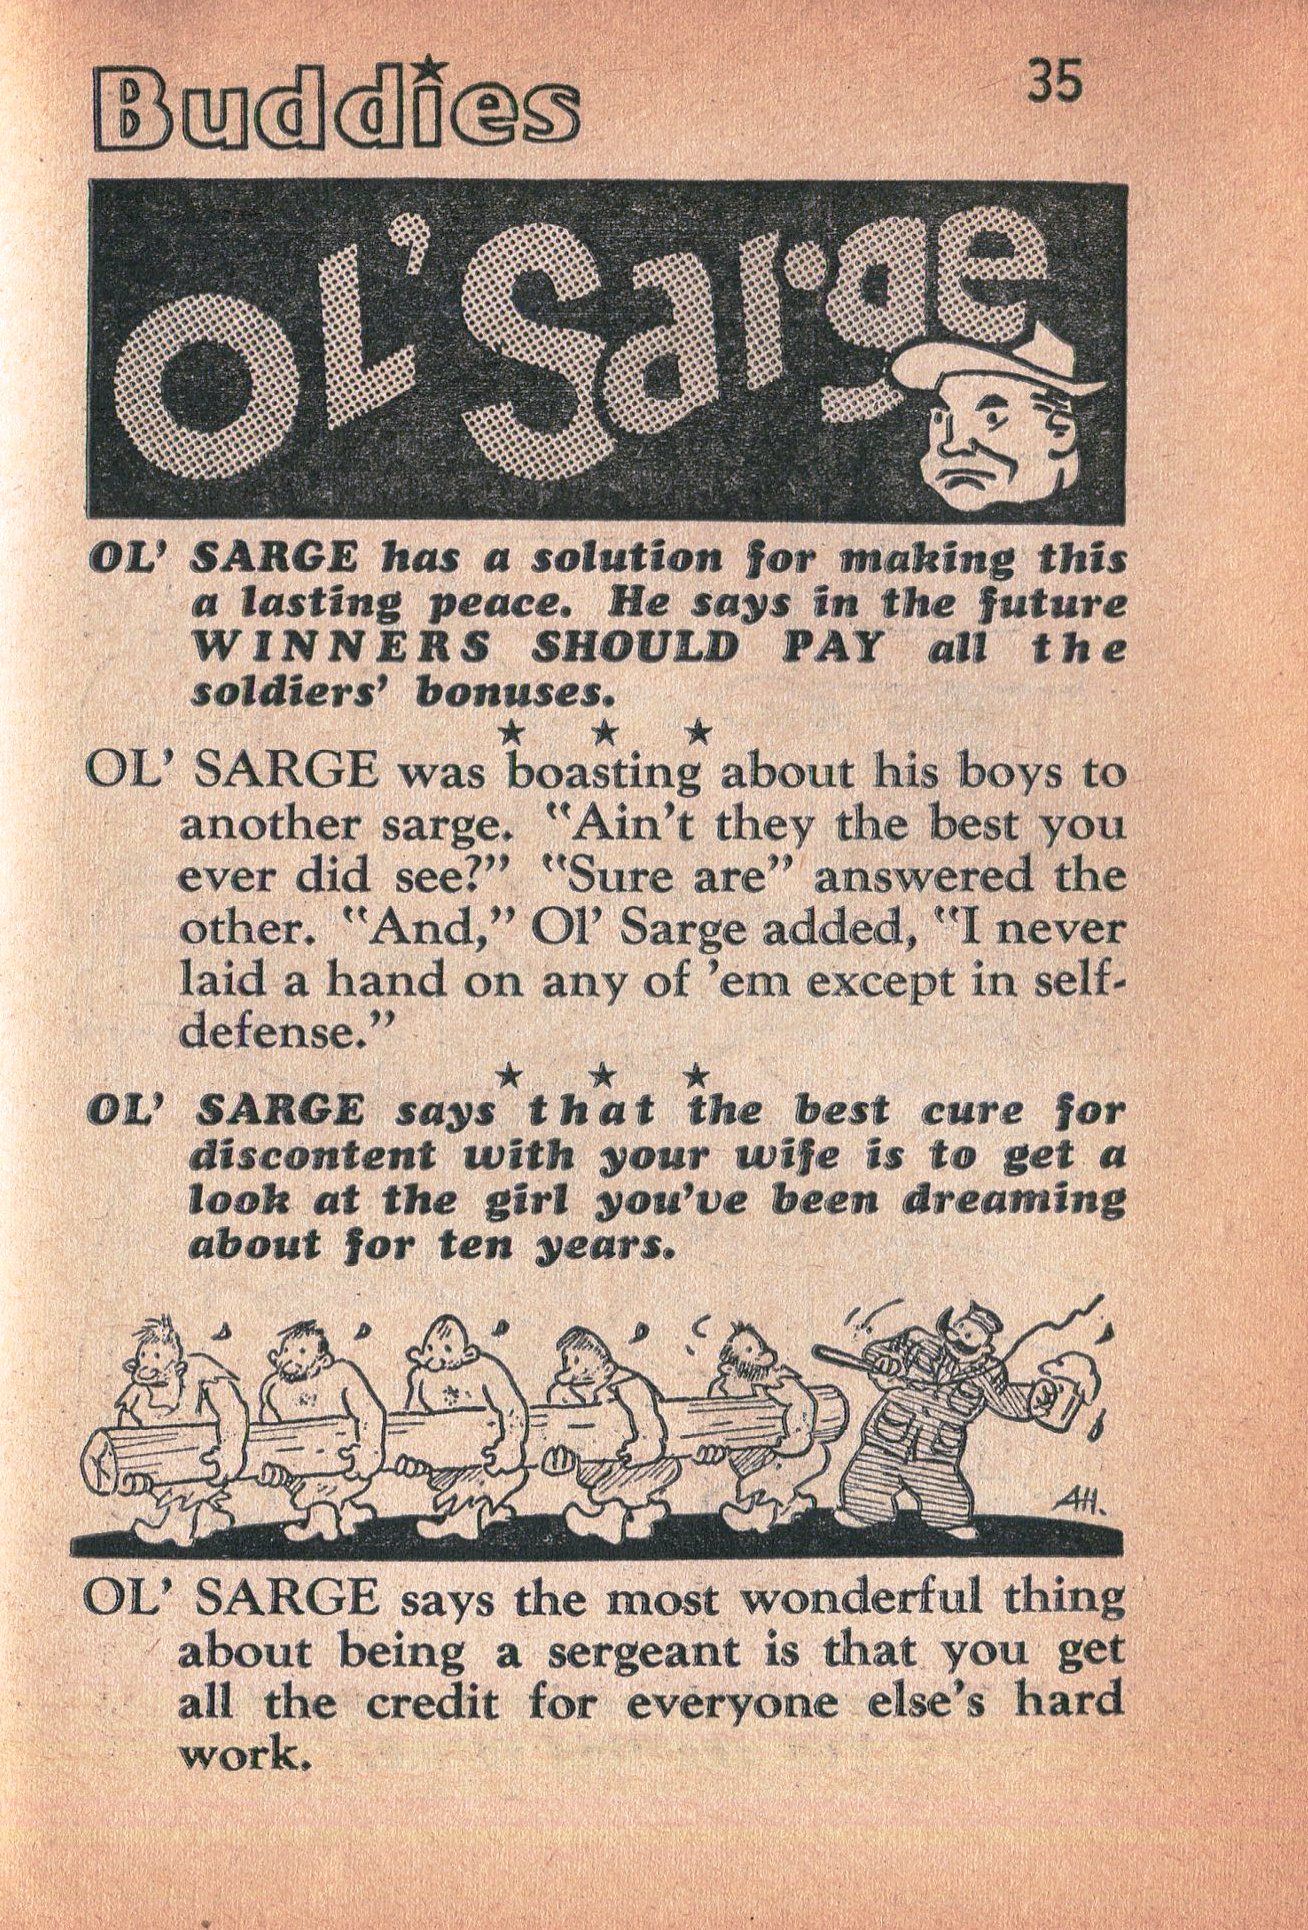 Buddies
35
OL' Sarge
OL' SARGE has a solution for making this
a lasting peace. He says in the future
WINNERS SHOULD PAY all the
soldiers' bonuses.
★ ★ ★
OL' SARGE was boasting about his boys to
another sarge. "Ain't they the best you
ever did see?" "Sure are" answered the
other. "And," Ol' Sarge added, "I never
laid a hand on any of 'em except in self-
defense."
★ ★ ★
OL' SARGE says that the best cure for
discontent with your wife is to get a
look at the girl you've been dreaming
about for ten years.
AH.
OL' SARGE says the most wonderful thing
about being a sergeant is that you get
all the credit for everyone else's hard
work.